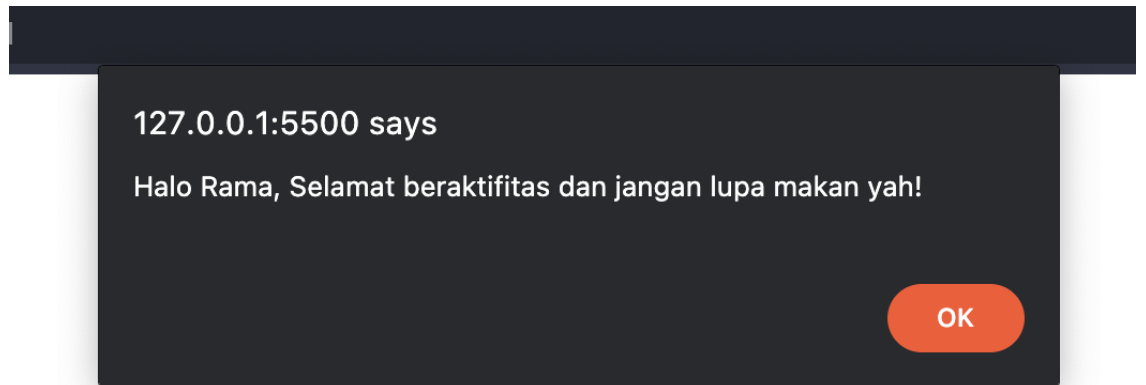 127.0.0.1:5500 says
Halo Rama, Selamat beraktifitas dan jangan lupa makan yah!
OK